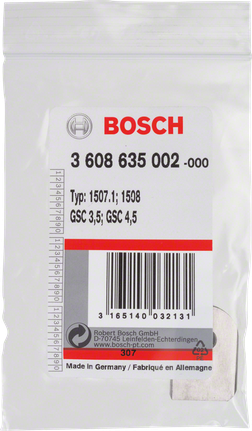 BOSCH
3 608 635 002 -000
Typ: 1507.1; 1508
GSC 3,5; GSC 4,5
3 165140 032131
Robert Bosch GmbH
D-70745 Leinfelden-Echterdingen
www.bosch-pt.com
307
Made in Germany / Fabriqué en Allemagne